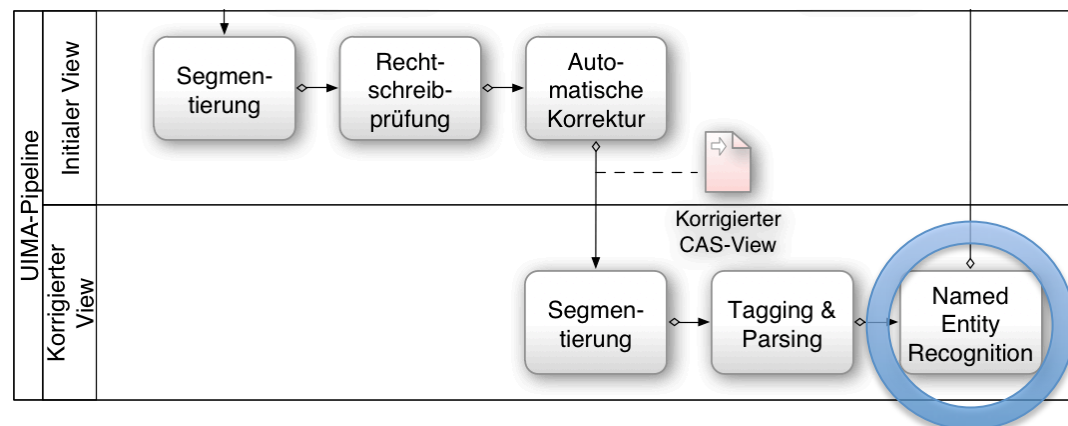 UIMA-Pipeline
Initialer View
Segmen-
tierung
Recht-
schreib-
prüfung
Auto-
matische
Korrektur
Korrigierter
CAS-View
Korrigierter
View
Segmen-
tierung
Tagging &
Parsing
Named
Entity
Recognition